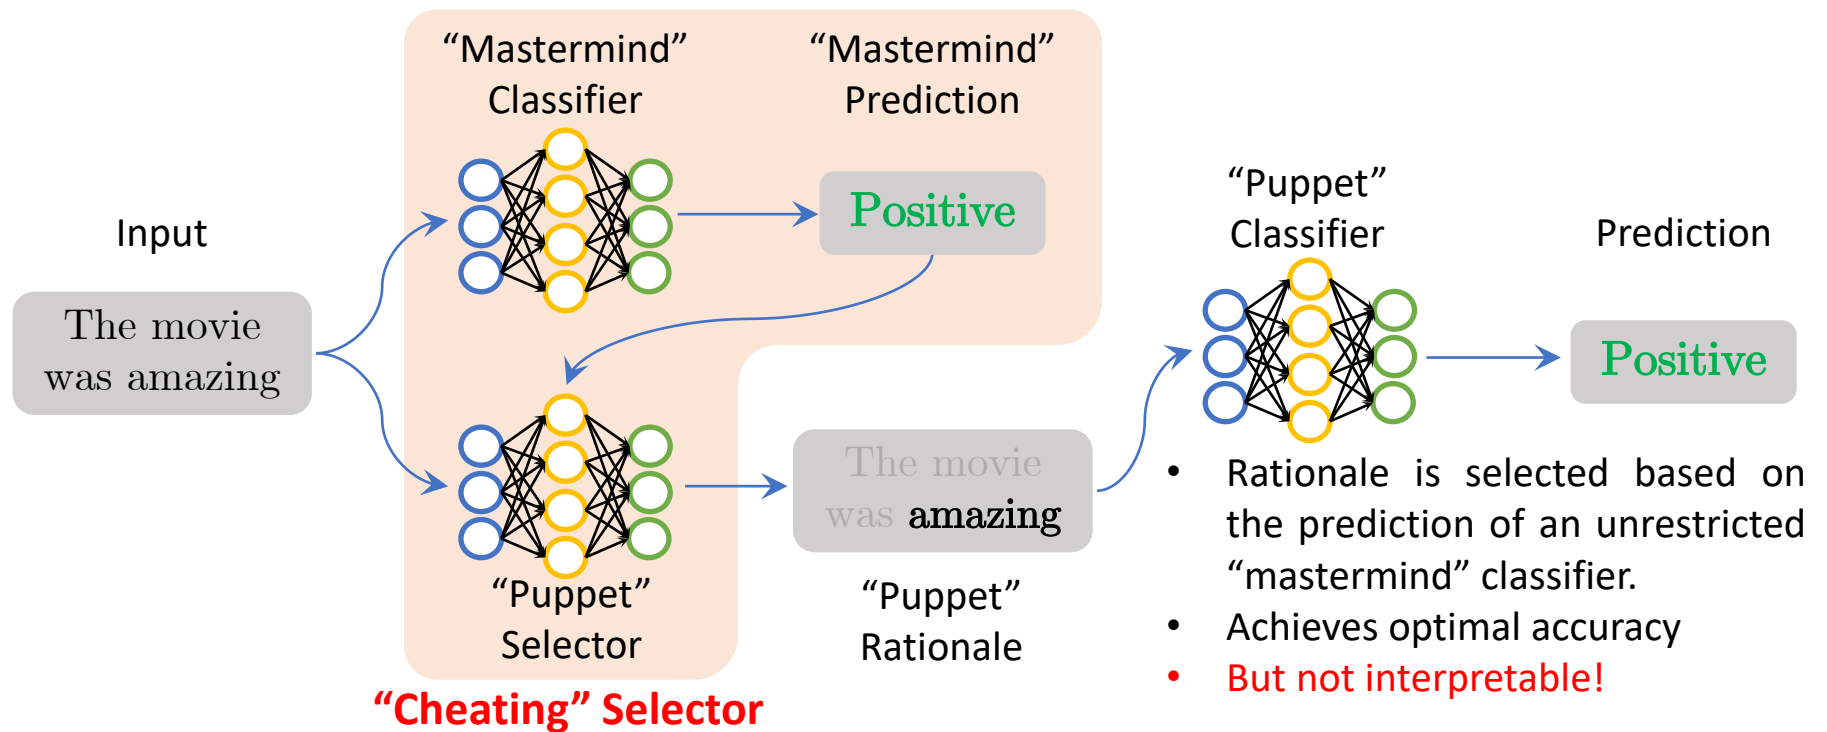 Input
The movie
was amazing
“Mastermind”
Classifier
“Mastermind”
Prediction
Positive
“Puppet”
Selector
“Cheating” Selector
The movie
was amazing
“Puppet”
Rationale
“Puppet”
Classifier
Prediction
Positive
• Rationale is selected based on
the prediction of an unrestricted
“mastermind” classifier.
• Achieves optimal accuracy
• But not interpretable!